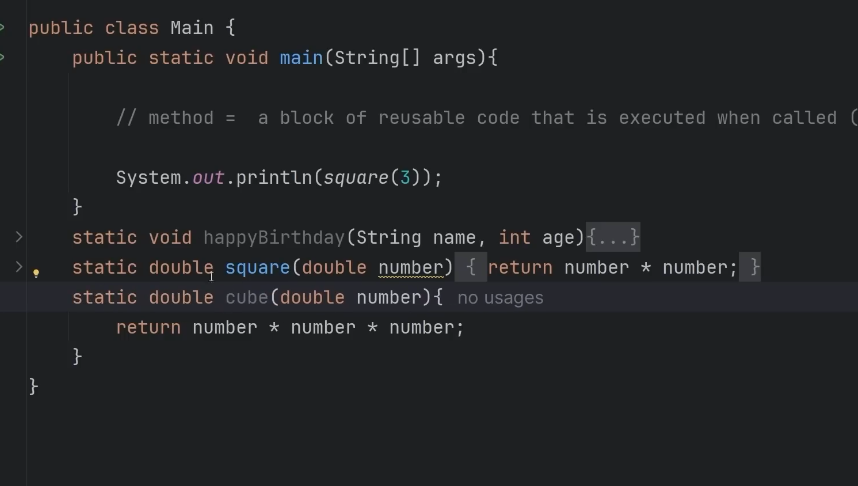 public class Main {
public static void main(String[] args){
// method =  a block of reusable code that is executed when called (
System.out.println(square(3));
}
static void happyBirthday(String name, int age){...}
static double square(double number) { return number * number; }
static double cube(double number){ no usages
return number * number * number;
}
}